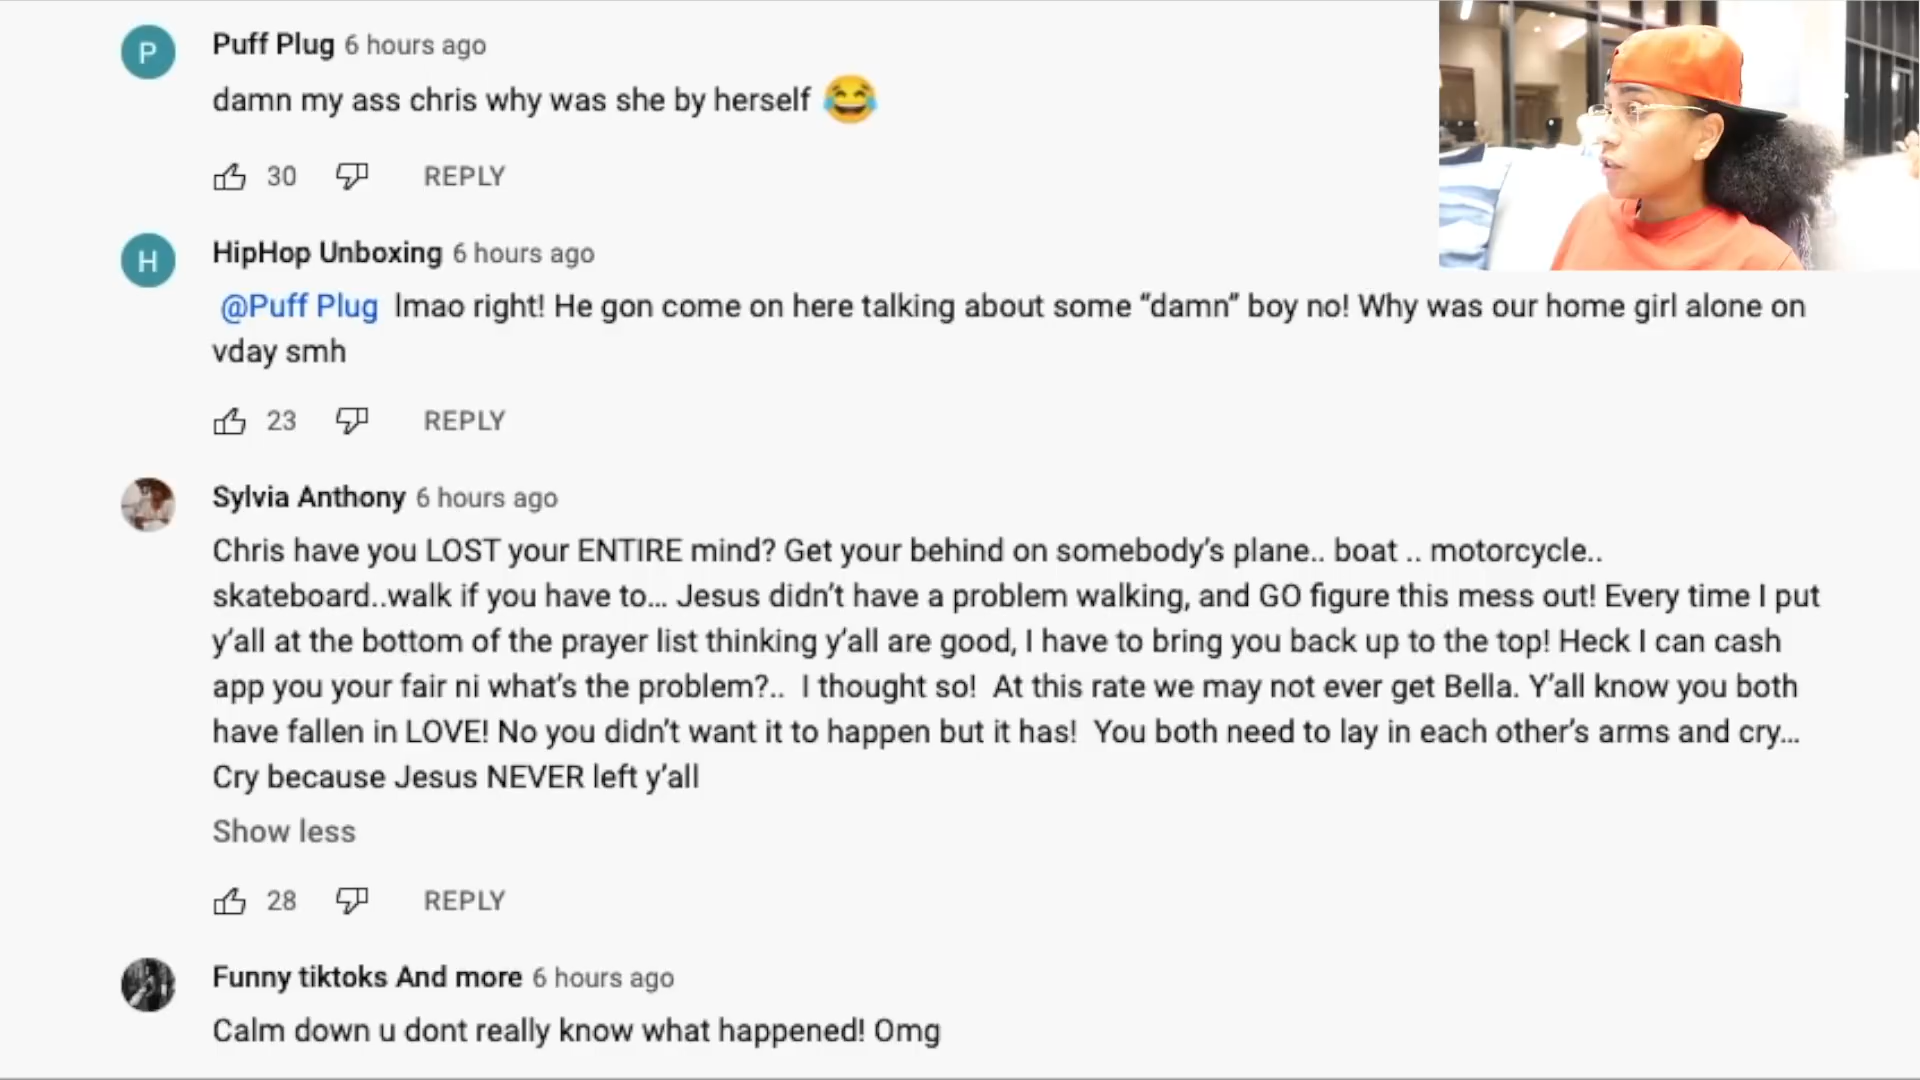 P
Puff Plug 6 hours ago
damn my ass chris why was she by herself 😂
30 REPLY
H
HipHop Unboxing 6 hours ago
@Puff Plug lmao right! He gon come on here talking about some “damn” boy no! Why was our home girl alone on
vday smh
23 REPLY
Sylvia Anthony 6 hours ago
Chris have you LOST your ENTIRE mind? Get your behind on somebody’s plane.. boat .. motorcycle..
skateboard..walk if you have to... Jesus didn’t have a problem walking, and GO figure this mess out! Every time I put
y’all at the bottom of the prayer list thinking y’all are good, I have to bring you back up to the top! Heck I can cash
app you your fair ni what’s the problem?.. I thought so! At this rate we may not ever get Bella. Y’all know you both
have fallen in LOVE! No you didn’t want it to happen but it has! You both need to lay in each other’s arms and cry...
Cry because Jesus NEVER left y’all
Show less
28 REPLY
Funny tiktoks And more 6 hours ago
Calm down u dont really know what happened! Omg